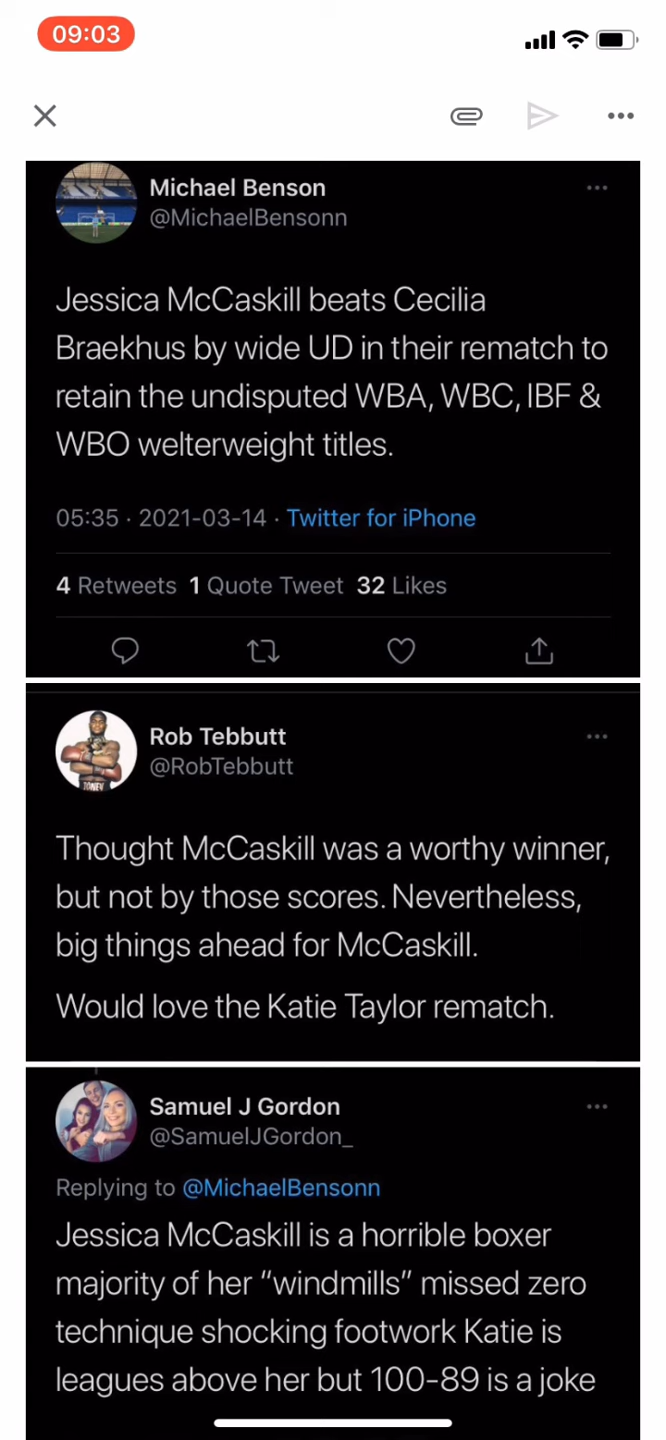 09:03
Michael Benson
@MichaelBensonn
Jessica McCaskill beats Cecilia
Braekhus by wide UD in their rematch to
retain the undisputed WBA, WBC, IBF &
WBO welterweight titles.
05:35 · 2021-03-14 · Twitter for iPhone
4 Retweets 1 Quote Tweet 32 Likes
Rob Tebbutt
@RobTebbutt
TONEY
Thought McCaskill was a worthy winner,
but not by those scores. Nevertheless,
big things ahead for McCaskill.
Would love the Katie Taylor rematch.
Samuel J Gordon
@SamuelJGordon_
Replying to @MichaelBensonn
Jessica McCaskill is a horrible boxer
majority of her “windmills” missed zero
technique shocking footwork Katie is
leagues above her but 100-89 is a joke